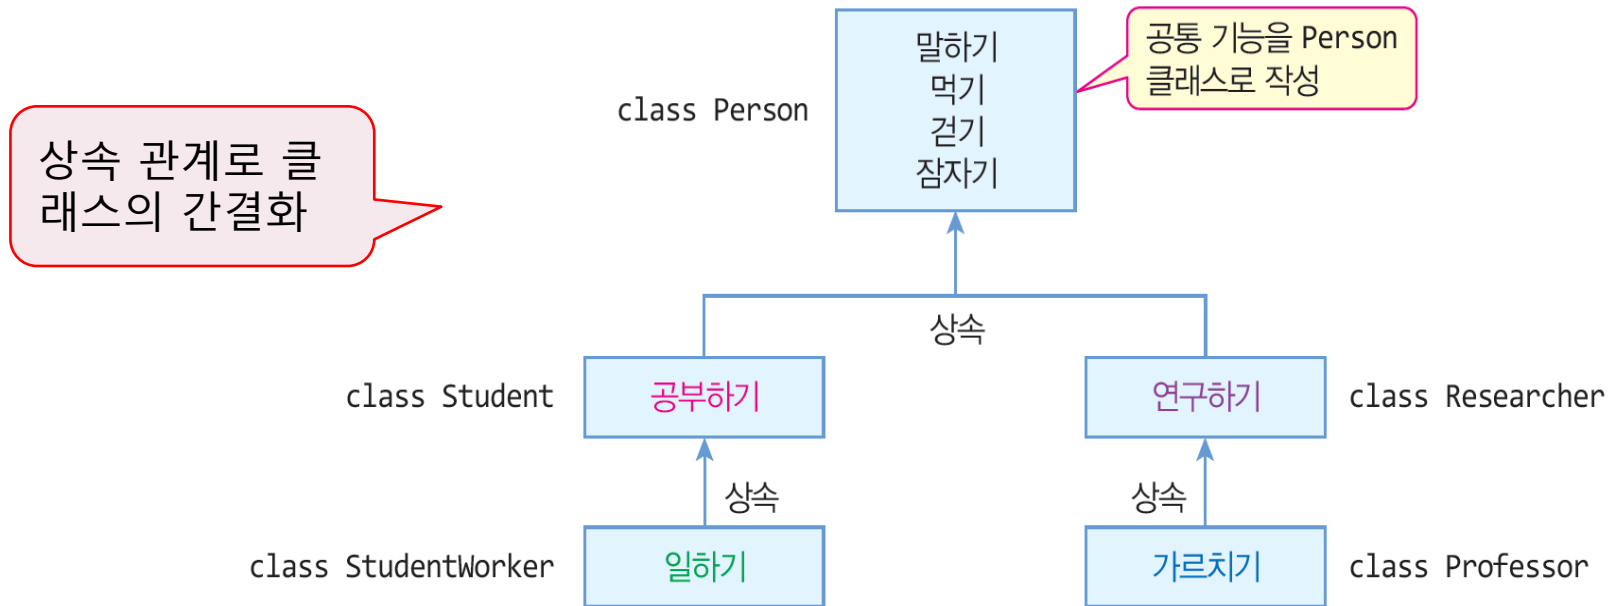 말하기
먹기
걷기
잠자기
class Person
공통 기능을 Person
클래스로 작성
상속 관계로 클
래스의 간결화
상속
class Student
공부하기
연구하기
class Researcher
상속
상속
class StudentWorker
일하기
가르치기
class Professor